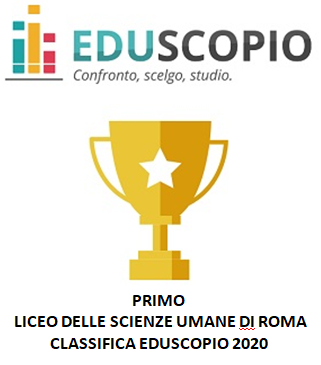 EDUSCOPIO
Confronto, scelgo, studio.
PRIMO
LICEO DELLE SCIENZE UMANE DI ROMA
CLASSIFICA EDUSCOPIO 2020